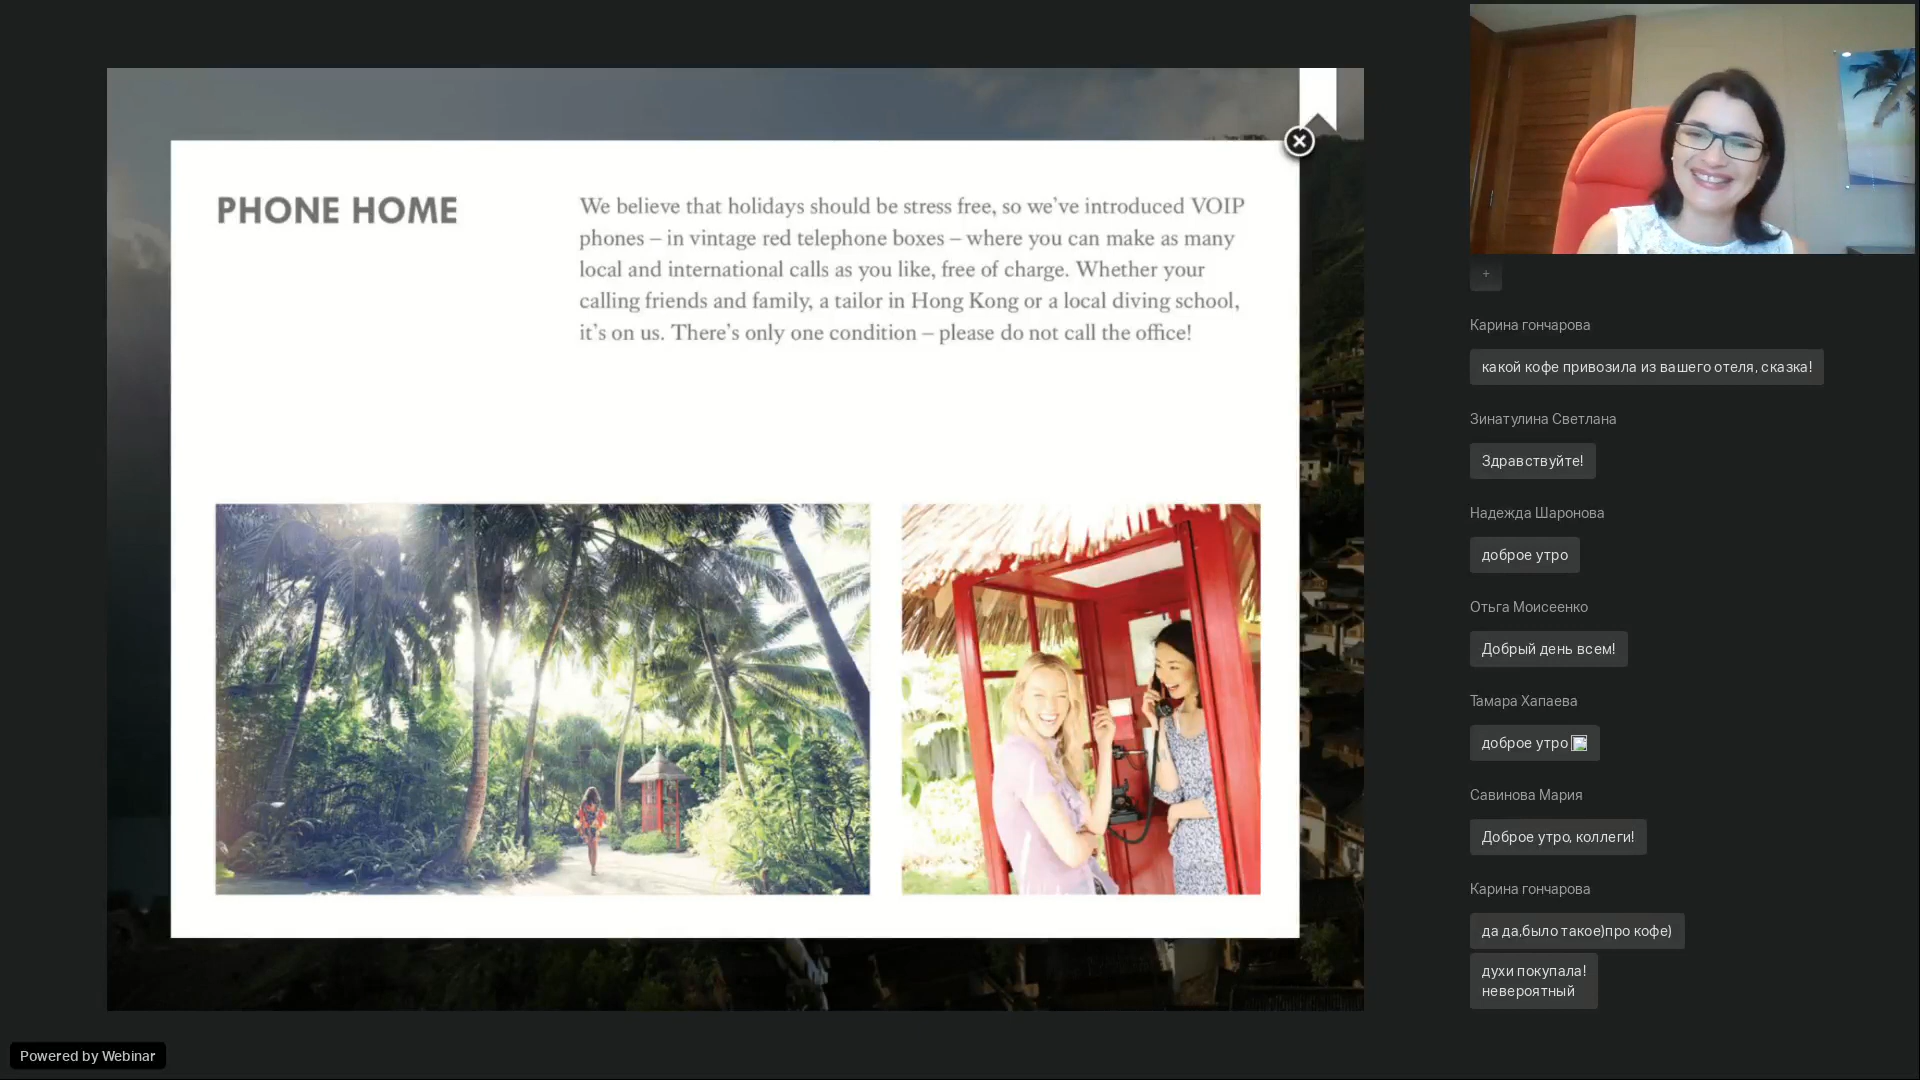 PHONE HOME
We believe that holidays should be stress free, so we’ve introduced VOIP
phones – in vintage red telephone boxes – where you can make as many
local and international calls as you like, free of charge. Whether your
calling friends and family, a tailor in Hong Kong or a local diving school,
it’s on us. There’s only one condition – please do not call the office!
+
Карина гончарова
какой кофе привозила из вашего отеля, сказка!
Зинатулина Светлана
Здравствуйте!
Надежда Шаронова
доброе утро
Отьга Моисеенко
Добрый день всем!
Тамара Хапаева
доброе утро
Савинова Мария
Доброе утро, коллеги!
Карина гончарова
да да,было такое)про кофе)
духи покупала!
невероятный
Powered by Webinar